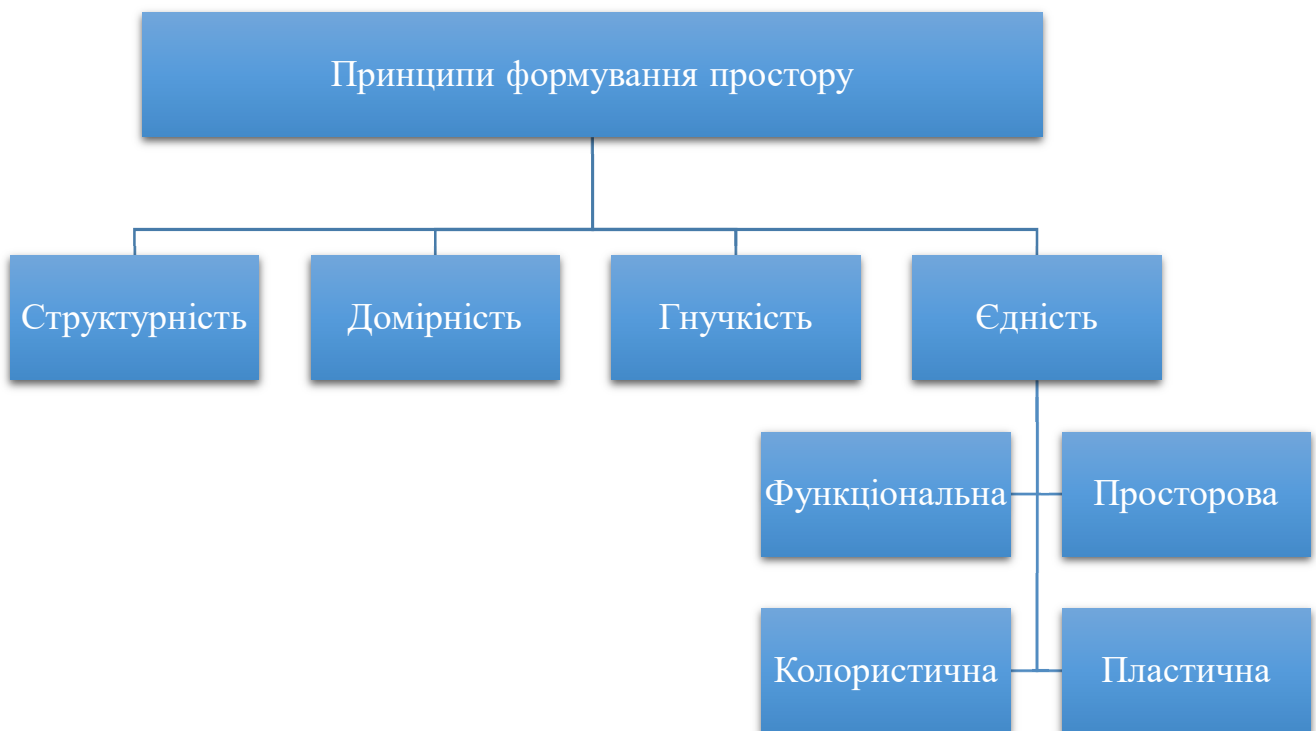 Принципи формування простору
Структурність
Домірність
Гнучкість
Єдність
Функціональна
Просторова
Колористична
Пластична